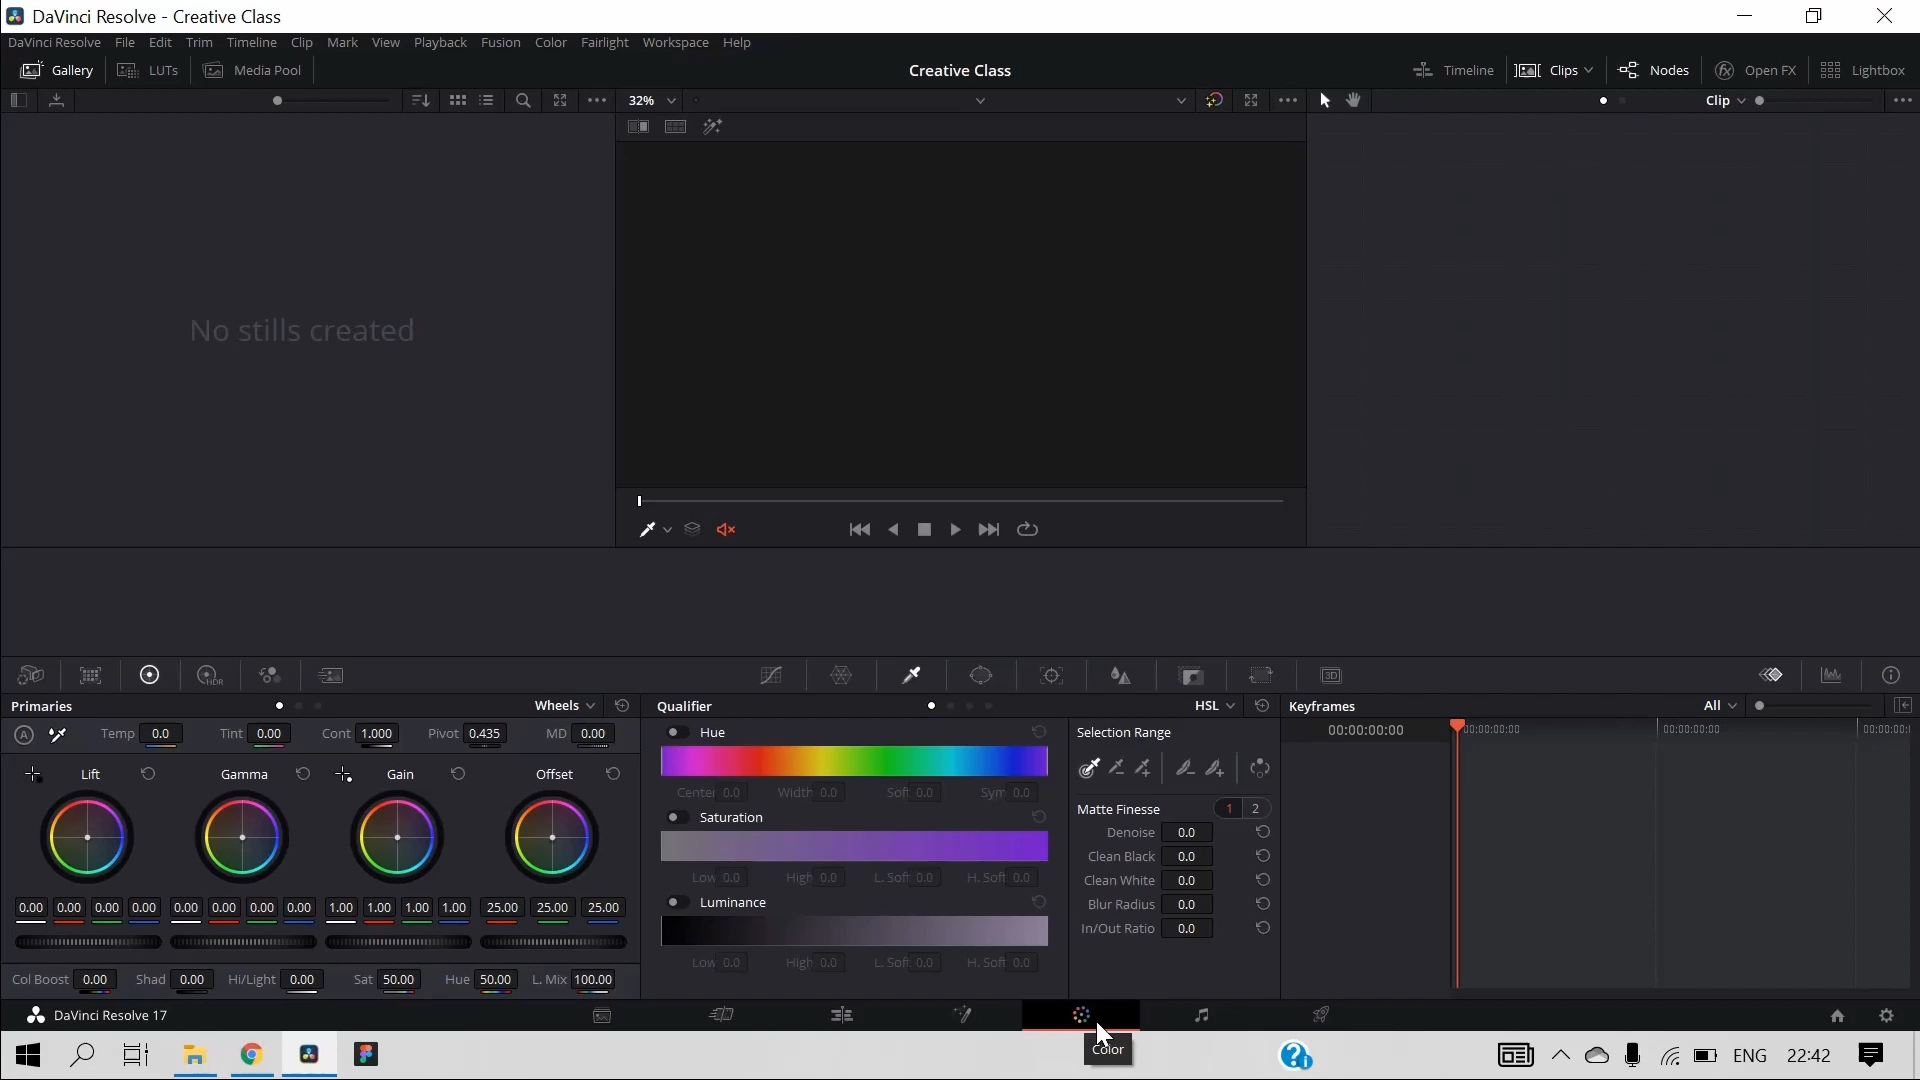 DaVinci Resolve - Creative Class
DaVinci Resolve File Edit Trim Timeline Clip Mark View Playback Fusion Color Fairlight Workspace Help
Gallery LUTs Media Pool Creative Class Timeline Clips Nodes Open FX Lightbox
32% Clip
No stills created
HDR 3D
Primaries Wheels Qualifier HSL Keyframes All
Temp 0.0 Tint 0.00 Cont 1.000 Pivot 0.435 MD 0.00 Hue Selection Range 00:00:00:00 00:00:00:00 00:00:00:00
Lift Gamma Gain Offset
Center 0.0 Width 0.0 Soft 0.0 Sym 0.0
Saturation Matte Finesse 1 2
Denoise 0.0
Clean Black 0.0
Low 0.0 High 0.0 L. Soft 0.0 H. Soft 0.0 Clean White 0.0
0.00 0.00 0.00 0.00 0.00 0.00 0.00 0.00 1.00 1.00 1.00 1.00 25.00 25.00 25.00 Luminance Blur Radius 0.0
In/Out Ratio 0.0
Low 0.0 High 0.0 L. Soft 0.0 H. Soft 0.0
Col Boost 0.00 Shad 0.00 Hi/Light 0.00 Sat 50.00 Hue 50.00 L. Mix 100.00
DaVinci Resolve 17
Color
ENG 22:42